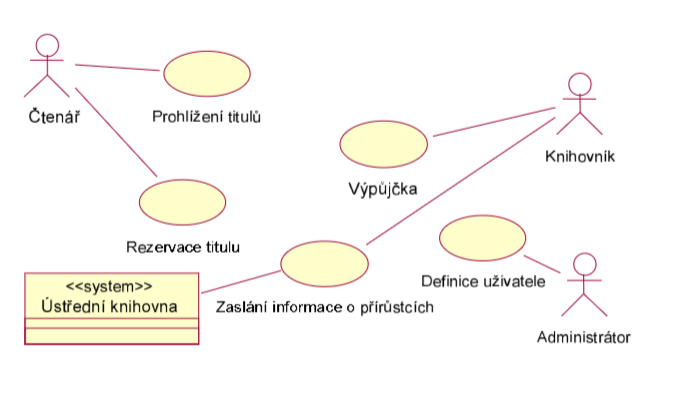 Čtenář
Prohlížení titulů
Knihovník
Výpůjčka
Rezervace titulu
Definice uživatele
<<system>>
Ústřední knihovna
Zaslání informace o přírůstcích
Administrátor